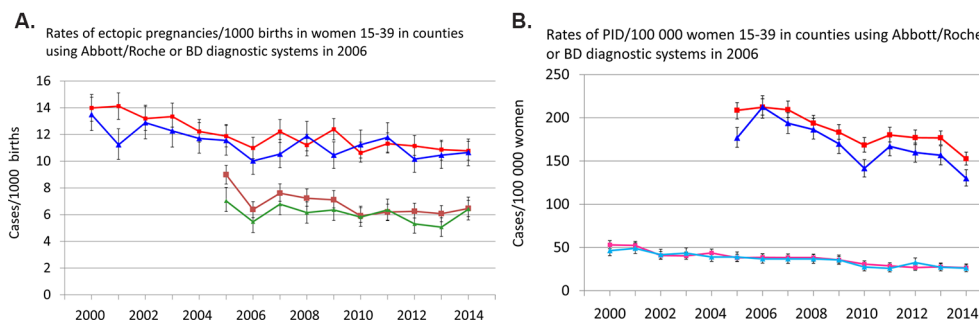 A.
Rates of ectopic pregnancies/1000 births in women 15-39 in counties
using Abbott/Roche or BD diagnostic systems in 2006
Cases/1000 births
16
14
12
10
8
6
4
2
0
2000 2002 2004 2006 2008 2010 2012 2014
B.
Rates of PID/100 000 women 15-39 in counties using Abbott/Roche
or BD diagnostic systems in 2006
Cases/100 000 women
250
200
150
100
50
0
2000 2002 2004 2006 2008 2010 2012 2014